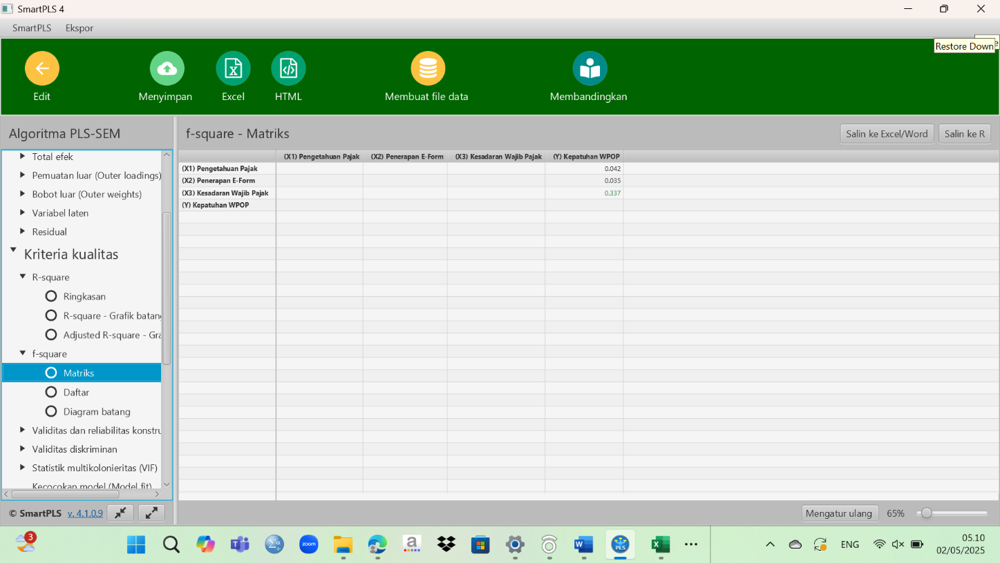 SmartPLS 4
SmartPLS Ekspor
Restore Down
Edit Menyimpan Excel HTML Membuat file data Membandingkan
Algoritma PLS-SEM
Total efek
Pemuatan luar (Outer loadings)
Bobot luar (Outer weights)
Variabel laten
Residual
Kriteria kualitas
R-square
Ringkasan
R-square - Grafik batang
Adjusted R-square - Gra
f-square
Matriks
Daftar
Diagram batang
Validitas dan reliabilitas konstru
Validitas diskriminan
Statistik multikolonieritas (VIF)
Kecocokan model (Model fit)
© SmartPLS v. 4.1.0.9
f-square - Matriks Salin ke Excel/Word Salin ke R
(X1) Pengetahuan Pajak (X2) Penerapan E-Form (X3) Kesadaran Wajib Pajak (Y) Kepatuhan WPOP
(X1) Pengetahuan Pajak 0.042
(X2) Penerapan E-Form 0.035
(X3) Kesadaran Wajib Pajak 0.337
(Y) Kepatuhan WPOP
Mengatur ulang 65%
3 zoom a W PLS X ENG 05.10
02/05/2025